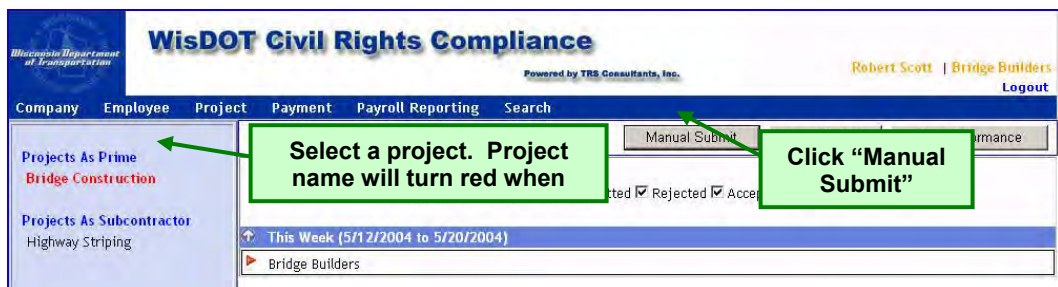 Wisconsin Department
of Transportation
WisDOT Civil Rights Compliance
Powered by TRS Consultants, Inc.
Robert Scott | Bridge Builders
Logout
Company Employee Project Payment Payroll Reporting Search
Manual Submit
Projects As Prime
Bridge Construction
Projects As Subcontractor
Highway Striping
Select a project. Project
name will turn red when
Click “Manual
Submit”
Rejected
This Week (5/12/2004 to 5/20/2004)
Bridge Builders